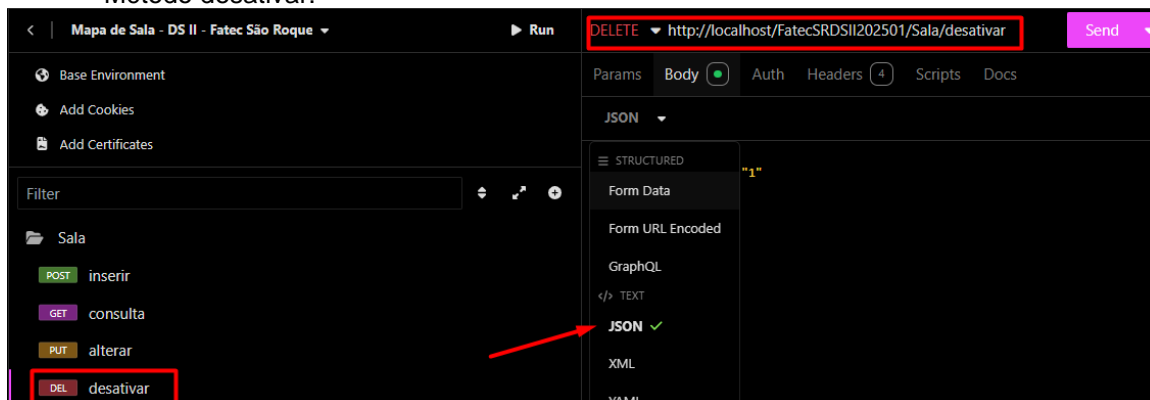 Método desativar:
Mapa de Sala - DS II - Fatec São Roque
Run
Base Environment
Add Cookies
Add Certificates
Filter
Sala
POST inserir
GET consulta
PUT alterar
DEL desativar
DELETE http://localhost/FatecSRDSII202501/Sala/desativar Send
Params Body Auth Headers 4 Scripts Docs
JSON
STRUCTURED
"1"
Form Data
Form URL Encoded
GraphQL
</> TEXT
JSON
XML
YAML